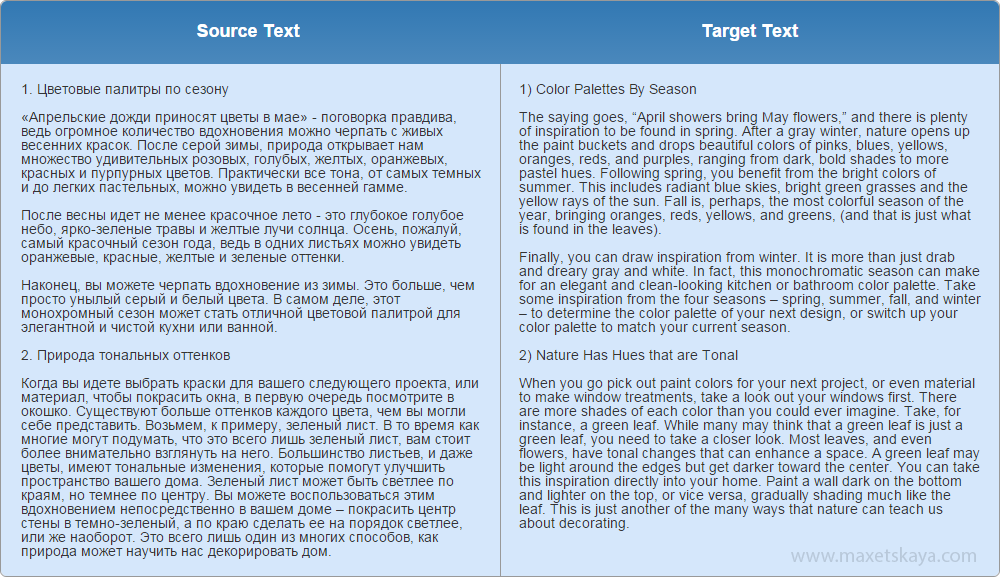 Source Text
Target Text
1. Цветовые палитры по сезону
«Апрельские дожди приносят цветы в мае» - поговорка правдива,
ведь огромное количество вдохновения можно черпать с живых
весенних красок. После серой зимы, природа открывает нам
множество удивительных розовых, голубых, желтых, оранжевых,
красных и пурпурных цветов. Практически все тона, от самых темных
и до легких пастельных, можно увидеть в весенней гамме.
После весны идет не менее красочное лето - это глубокое голубое
небо, ярко-зеленые травы и желтые лучи солнца. Осень, пожалуй,
самый красочный сезон года, ведь в одних листьях можно увидеть
оранжевые, красные, желтые и зеленые оттенки.
Наконец, вы можете черпать вдохновение из зимы. Это больше, чем
просто унылый серый и белый цвета. В самом деле, этот
монохромный сезон может стать отличной цветовой палитрой для
элегантной и чистой кухни или ванной.
2. Природа тональных оттенков
Когда вы идете выбрать краски для вашего следующего проекта, или
материал, чтобы покрасить окна, в первую очередь посмотрите в
окошко. Существуют больше оттенков каждого цвета, чем вы могли
себе представить. Возьмем, к примеру, зеленый лист. В то время как
многие могут подумать, что это всего лишь зеленый лист, вам стоит
более внимательно взглянуть на него. Большинство листьев, и даже
цветы, имеют тональные изменения, которые помогут улучшить
пространство вашего дома. Зеленый лист может быть светлее по
краям, но темнее по центру. Вы можете воспользоваться этим
вдохновением непосредственно в вашем доме – покрасить центр
стены в темно-зеленый, а по краю сделать ее на порядок светлее,
или же наоборот. Это всего лишь один из многих способов, как
природа может научить нас декорировать дом.
1) Color Palettes By Season
The saying goes, “April showers bring May flowers,” and there is plenty
of inspiration to be found in spring. After a gray winter, nature opens up
the paint buckets and drops beautiful colors of pinks, blues, yellows,
oranges, reds, and purples, ranging from dark, bold shades to more
pastel hues. Following spring, you benefit from the bright colors of
summer. This includes radiant blue skies, bright green grasses and the
yellow rays of the sun. Fall is, perhaps, the most colorful season of the
year, bringing oranges, reds, yellows, and greens, (and that is just what
is found in the leaves).
Finally, you can draw inspiration from winter. It is more than just drab
and dreary gray and white. In fact, this monochromatic season can make
for an elegant and clean-looking kitchen or bathroom color palette. Take
some inspiration from the four seasons – spring, summer, fall, and winter
– to determine the color palette of your next design, or switch up your
color palette to match your current season.
2) Nature Has Hues that are Tonal
When you go pick out paint colors for your next project, or even material
to make window treatments, take a look out your windows first. There
are more shades of each color than you could ever imagine. Take, for
instance, a green leaf. While many may think that a green leaf is just a
green leaf, you need to take a closer look. Most leaves, and even
flowers, have tonal changes that can enhance a space. A green leaf may
be light around the edges but get darker toward the center. You can take
this inspiration directly into your home. Paint a wall dark on the bottom
and lighter on the top, or vice versa, gradually shading much like the
leaf. This is just another of the many ways that nature can teach us
about decorating.
www.maxetskaya.com